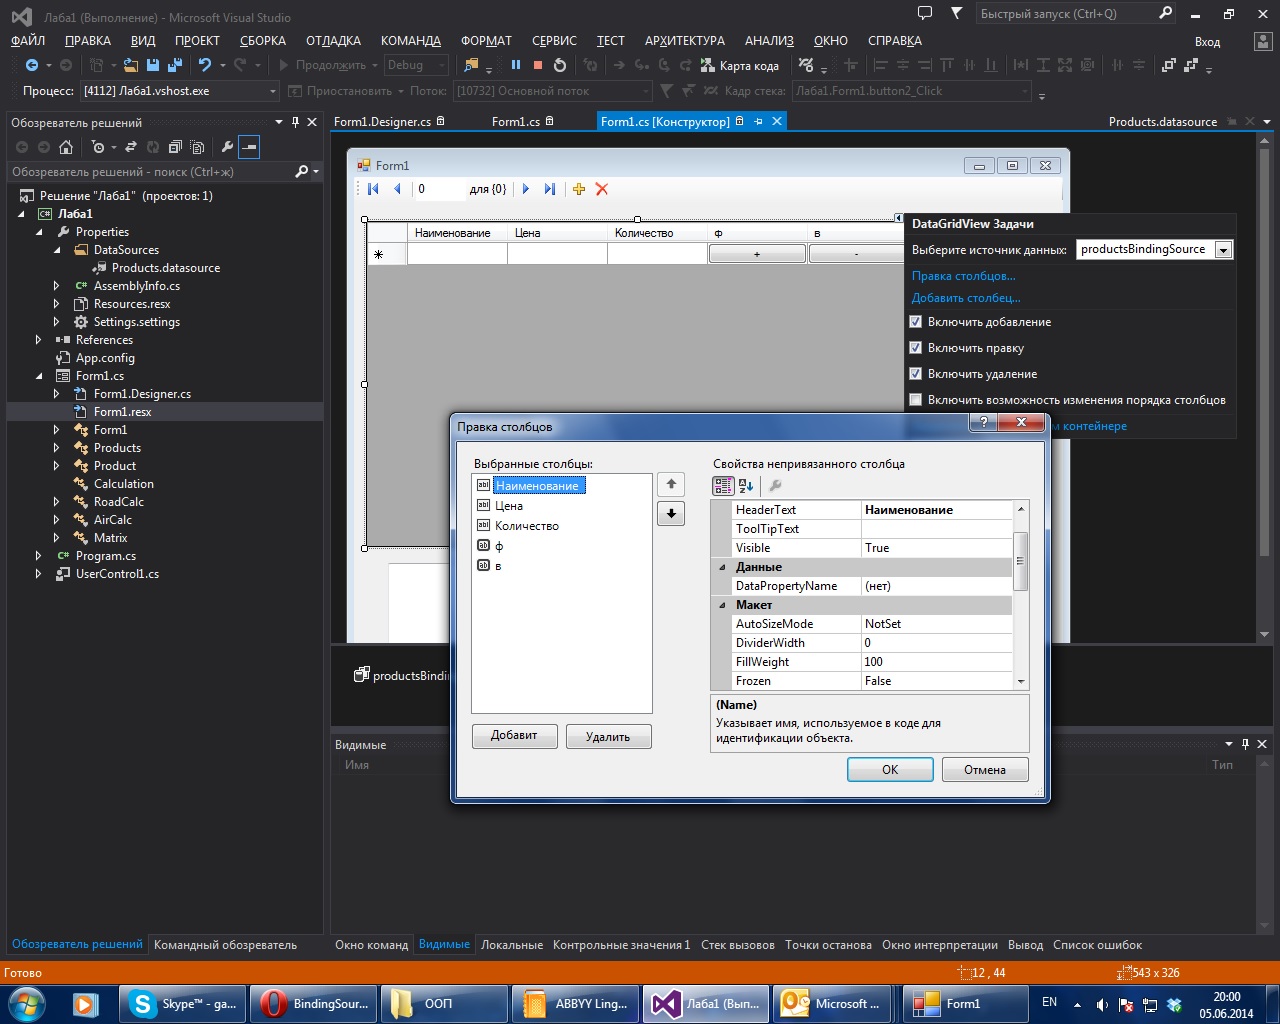 Лаба1 (Выполнение) - Microsoft Visual Studio
Быстрый запуск (Ctrl+Q)
ФАЙЛ ПРАВКА ВИД ПРОЕКТ СБОРКА ОТЛАДКА КОМАНДА ФОРМАТ СЕРВИС ТЕСТ АРХИТЕКТУРА АНАЛИЗ ОКНО СПРАВКА Вход
Продолжить Debug Карта кода
Процесс: [4112] Лаба1.vshost.exe Приостановить Поток: [10732] Основной поток Кадр стека: Лаба1.Form1.button2_Click
Обозреватель решений
Form1.Designer.cs Form1.cs Form1.cs [Конструктор] Products.datasource
Обозреватель решений - поиск (Ctrl+ж)
Решение "Лаба1" (проектов: 1)
Лаба1
Properties
DataSources
Products.datasource
AssemblyInfo.cs
Resources.resx
Settings.settings
References
App.config
Form1.cs
Form1.Designer.cs
Form1.resx
Form1
Products
Product
Calculation
RoadCalc
AirCalc
Matrix
Program.cs
UserControl1.cs
Form1
0 для {0}
Наименование Цена Количество ф в
+ -
DataGridView Задачи
Выберите источник данных: productsBindingSource
Правка столбцов...
Добавить столбец...
Включить добавление
Включить правку
Включить удаление
Включить возможность изменения порядка столбцов
м контейнере
Правка столбцов
?
Выбранные столбцы:
Наименование
Цена
Количество
ф
в
Добавит Удалить
Свойства непривязанного столбца
HeaderText Наименование
ToolTipText
Visible True
Данные
DataPropertyName (нет)
Макет
AutoSizeMode NotSet
DividerWidth 0
FillWeight 100
Frozen False
(Name)
Указывает имя, используемое в коде для
идентификации объекта.
ОК Отмена
productsBindin
Видимые
Имя Тип
Обозреватель решений Командный обозреватель
Окно команд Видимые Локальные Контрольные значения 1 Стек вызовов Точки останова Окно интерпретации Вывод Список ошибок
Готово 12 , 44 543 x 326
Skype™ - ga... BindingSour... ООП ABBYY Ling... Лаба1 (Вып... Microsoft ... Form1 EN 20:00
05.06.2014